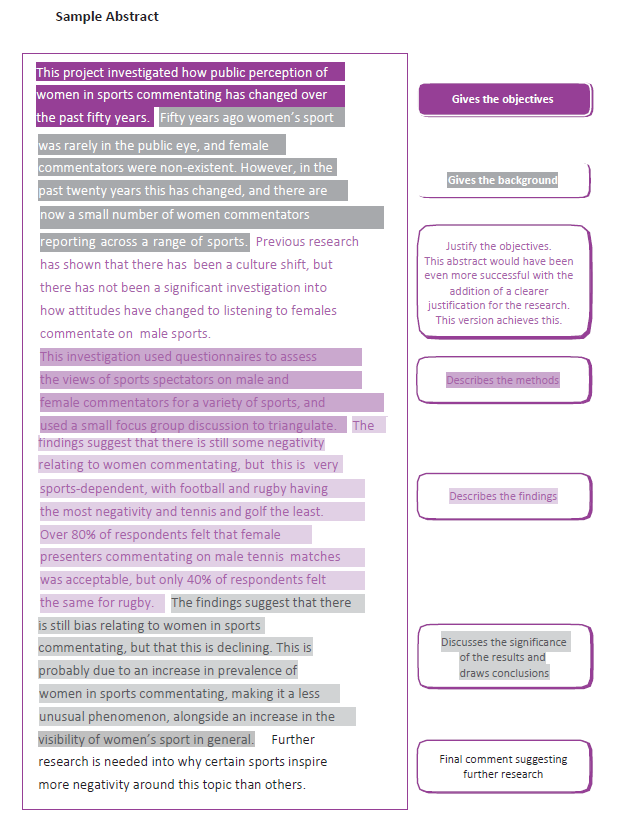 Sample Abstract
This project investigated how public perception of
women in sports commentating has changed over
the past fifty years. Fifty years ago women's sport
was rarely in the public eye, and female
commentators were non-existent. However, in the
past twenty years this has changed, and there are
now a small number of women commentators
reporting across a range of sports. Previous research
has shown that there has been a culture shift, but
there has not been a significant investigation into
how attitudes have changed to listening to females
commentate on male sports.
This investigation used questionnaires to assess
the views of sports spectators on male and
female commentators for a variety of sports, and
used a small focus group discussion to triangulate. The
findings suggest that there is still some negativity
relating to women commentating, but this is very
sports-dependent, with football and rugby having
the most negativity and tennis and golf the least.
Over 80% of respondents felt that female
presenters commentating on male tennis matches
was acceptable, but only 40% of respondents felt
the same for rugby. The findings suggest that there
is still bias relating to women in sports
commentating, but that this is declining. This is
probably due to an increase in prevalence of
women in sports commentating, making it a less
unusual phenomenon, alongside an increase in the
visibility of women's sport in general. Further
research is needed into why certain sports inspire
more negativity around this topic than others.
Gives the objectives
Gives the background
Justify the objectives.
This abstract would have been
even more successful with the
addition of a clearer
justification for the research.
This version achieves this.
Describes the methods
Describes the findings
Discusses the significance
of the results and
draws conclusions
Final comment suggesting
further research